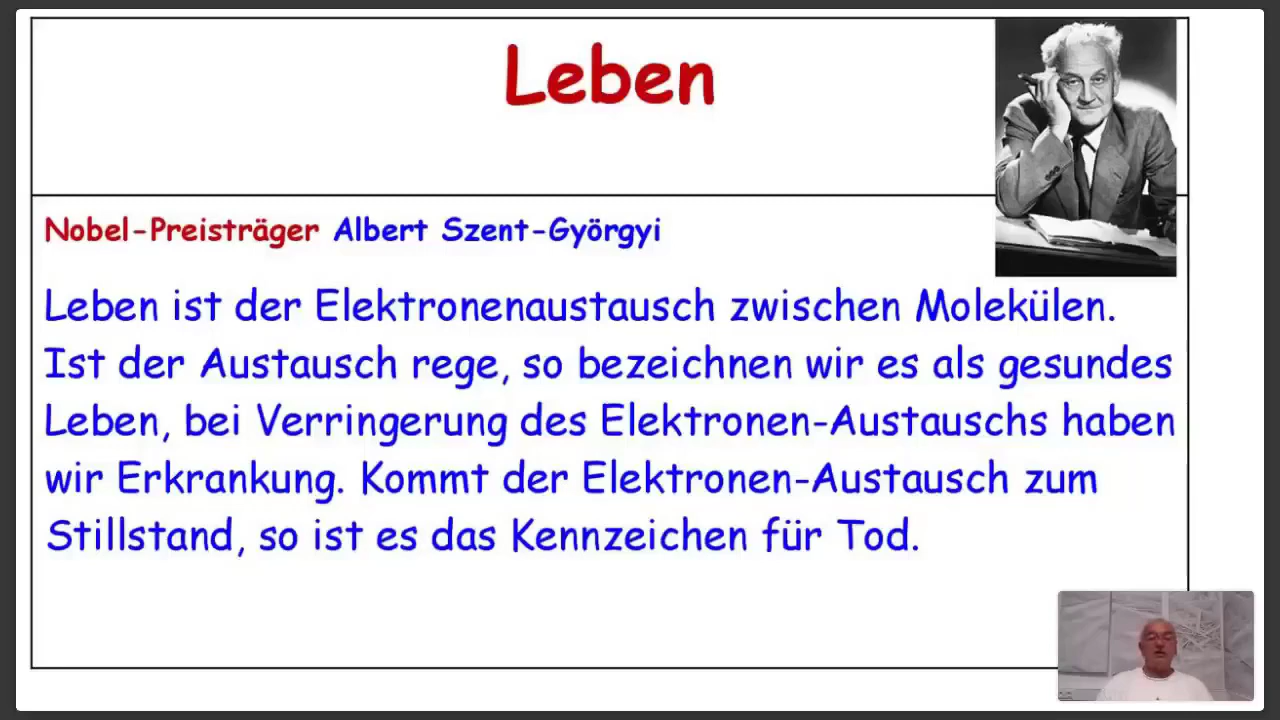 Leben
Nobel-Preisträger Albert Szent-Györgyi
Leben ist der Elektronenaustausch zwischen Molekülen.
Ist der Austausch rege, so bezeichnen wir es als gesundes
Leben, bei Verringerung des Elektronen-Austauschs haben
wir Erkrankung. Kommt der Elektronen-Austausch zum
Stillstand, so ist es das Kennzeichen für Tod.